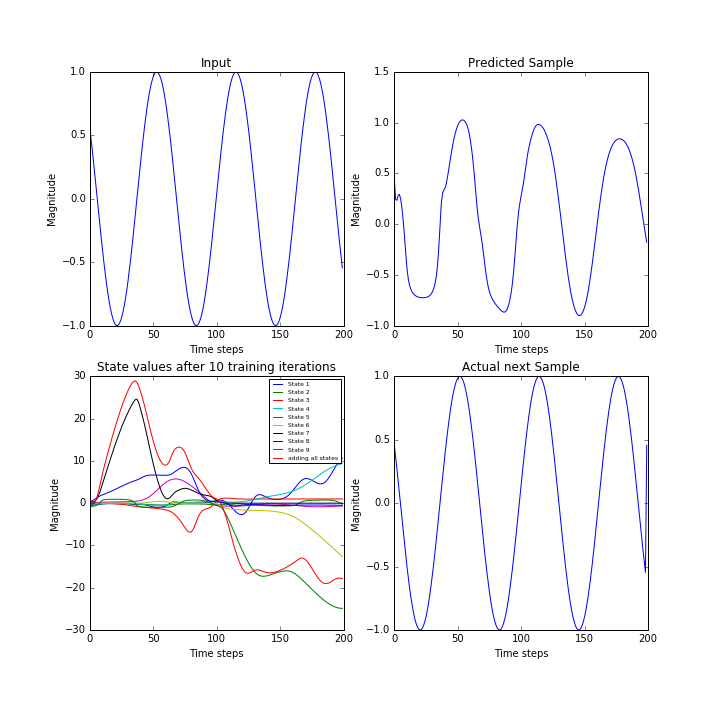 Input
Magnitude
1.0
0.5
0.0
−0.5
−1.0
0 50 100 150 200
Time steps
Predicted Sample
Magnitude
1.5
1.0
0.5
0.0
−0.5
−1.0
0 50 100 150 200
Time steps
State values after 10 training iterations
Magnitude
30
20
10
0
−10
−20
−30
0 50 100 150 200
Time steps
State 1
State 2
State 3
State 4
State 5
State 6
State 7
State 8
State 9
adding all states
Actual next Sample
Magnitude
1.0
0.5
0.0
−0.5
−1.0
0 50 100 150 200
Time steps